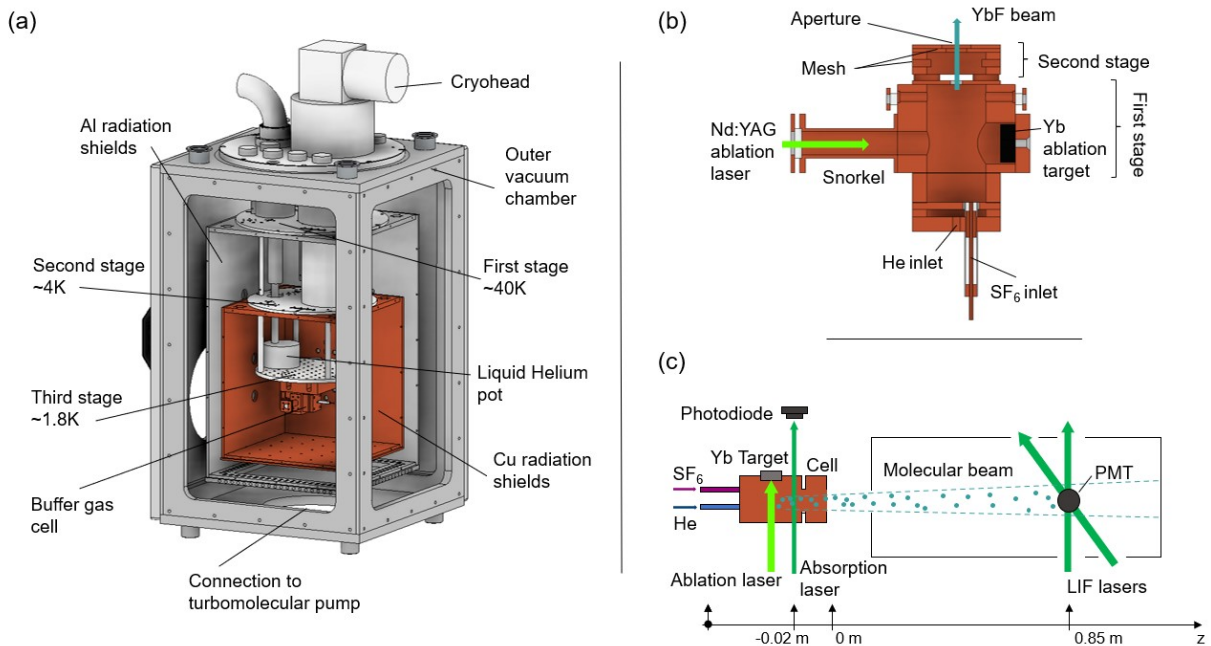 (a)
Cryohead
Al radiation
shields
Outer
vacuum
chamber
Second stage
~4K
First stage
~40K
Third stage
~1.8K
Liquid Helium
pot
Buffer gas
cell
Cu radiation
shields
Connection to
turbomolecular pump
(b)
Aperture
YbF beam
Mesh
Second stage
First stage
Nd:YAG
ablation
laser
Snorkel
Yb
ablation
target
He inlet
SF6 inlet
(c)
Photodiode
Yb Target
Cell
SF6
He
Molecular beam
PMT
Ablation laser
Absorption
laser
LIF lasers
-0.02 m
0 m
0.85 m
z